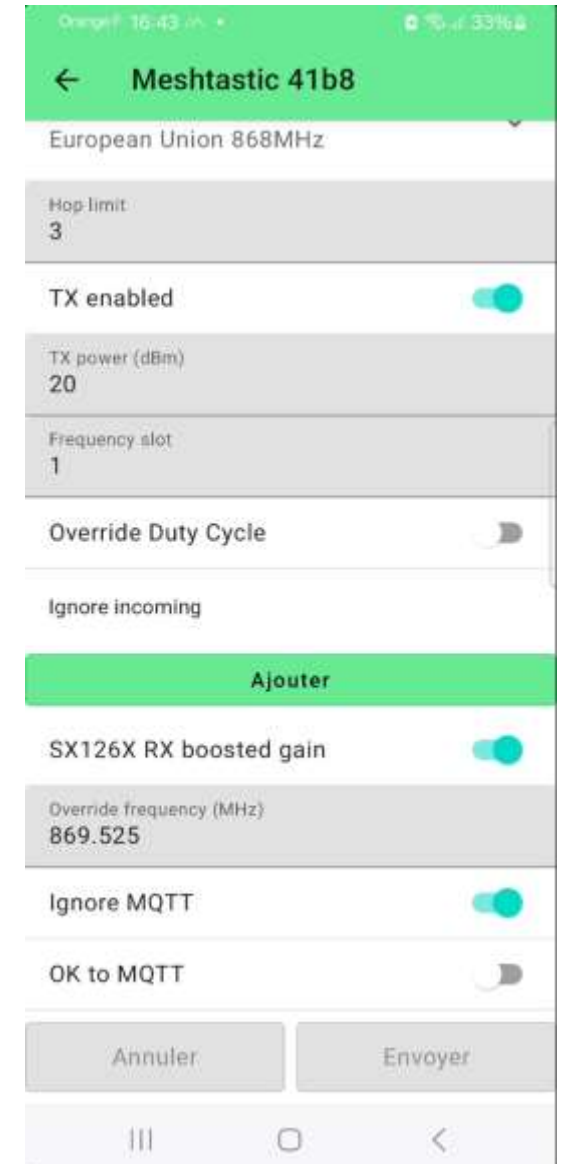 Orange F 16:43
33%
Meshtastic 41b8
European Union 868MHz
Hop limit
3
TX enabled
TX power (dBm)
20
Frequency slot
1
Override Duty Cycle
Ignore incoming
Ajouter
SX126X RX boosted gain
Override frequency (MHz)
869.525
Ignore MQTT
OK to MQTT
Annuler
Envoyer